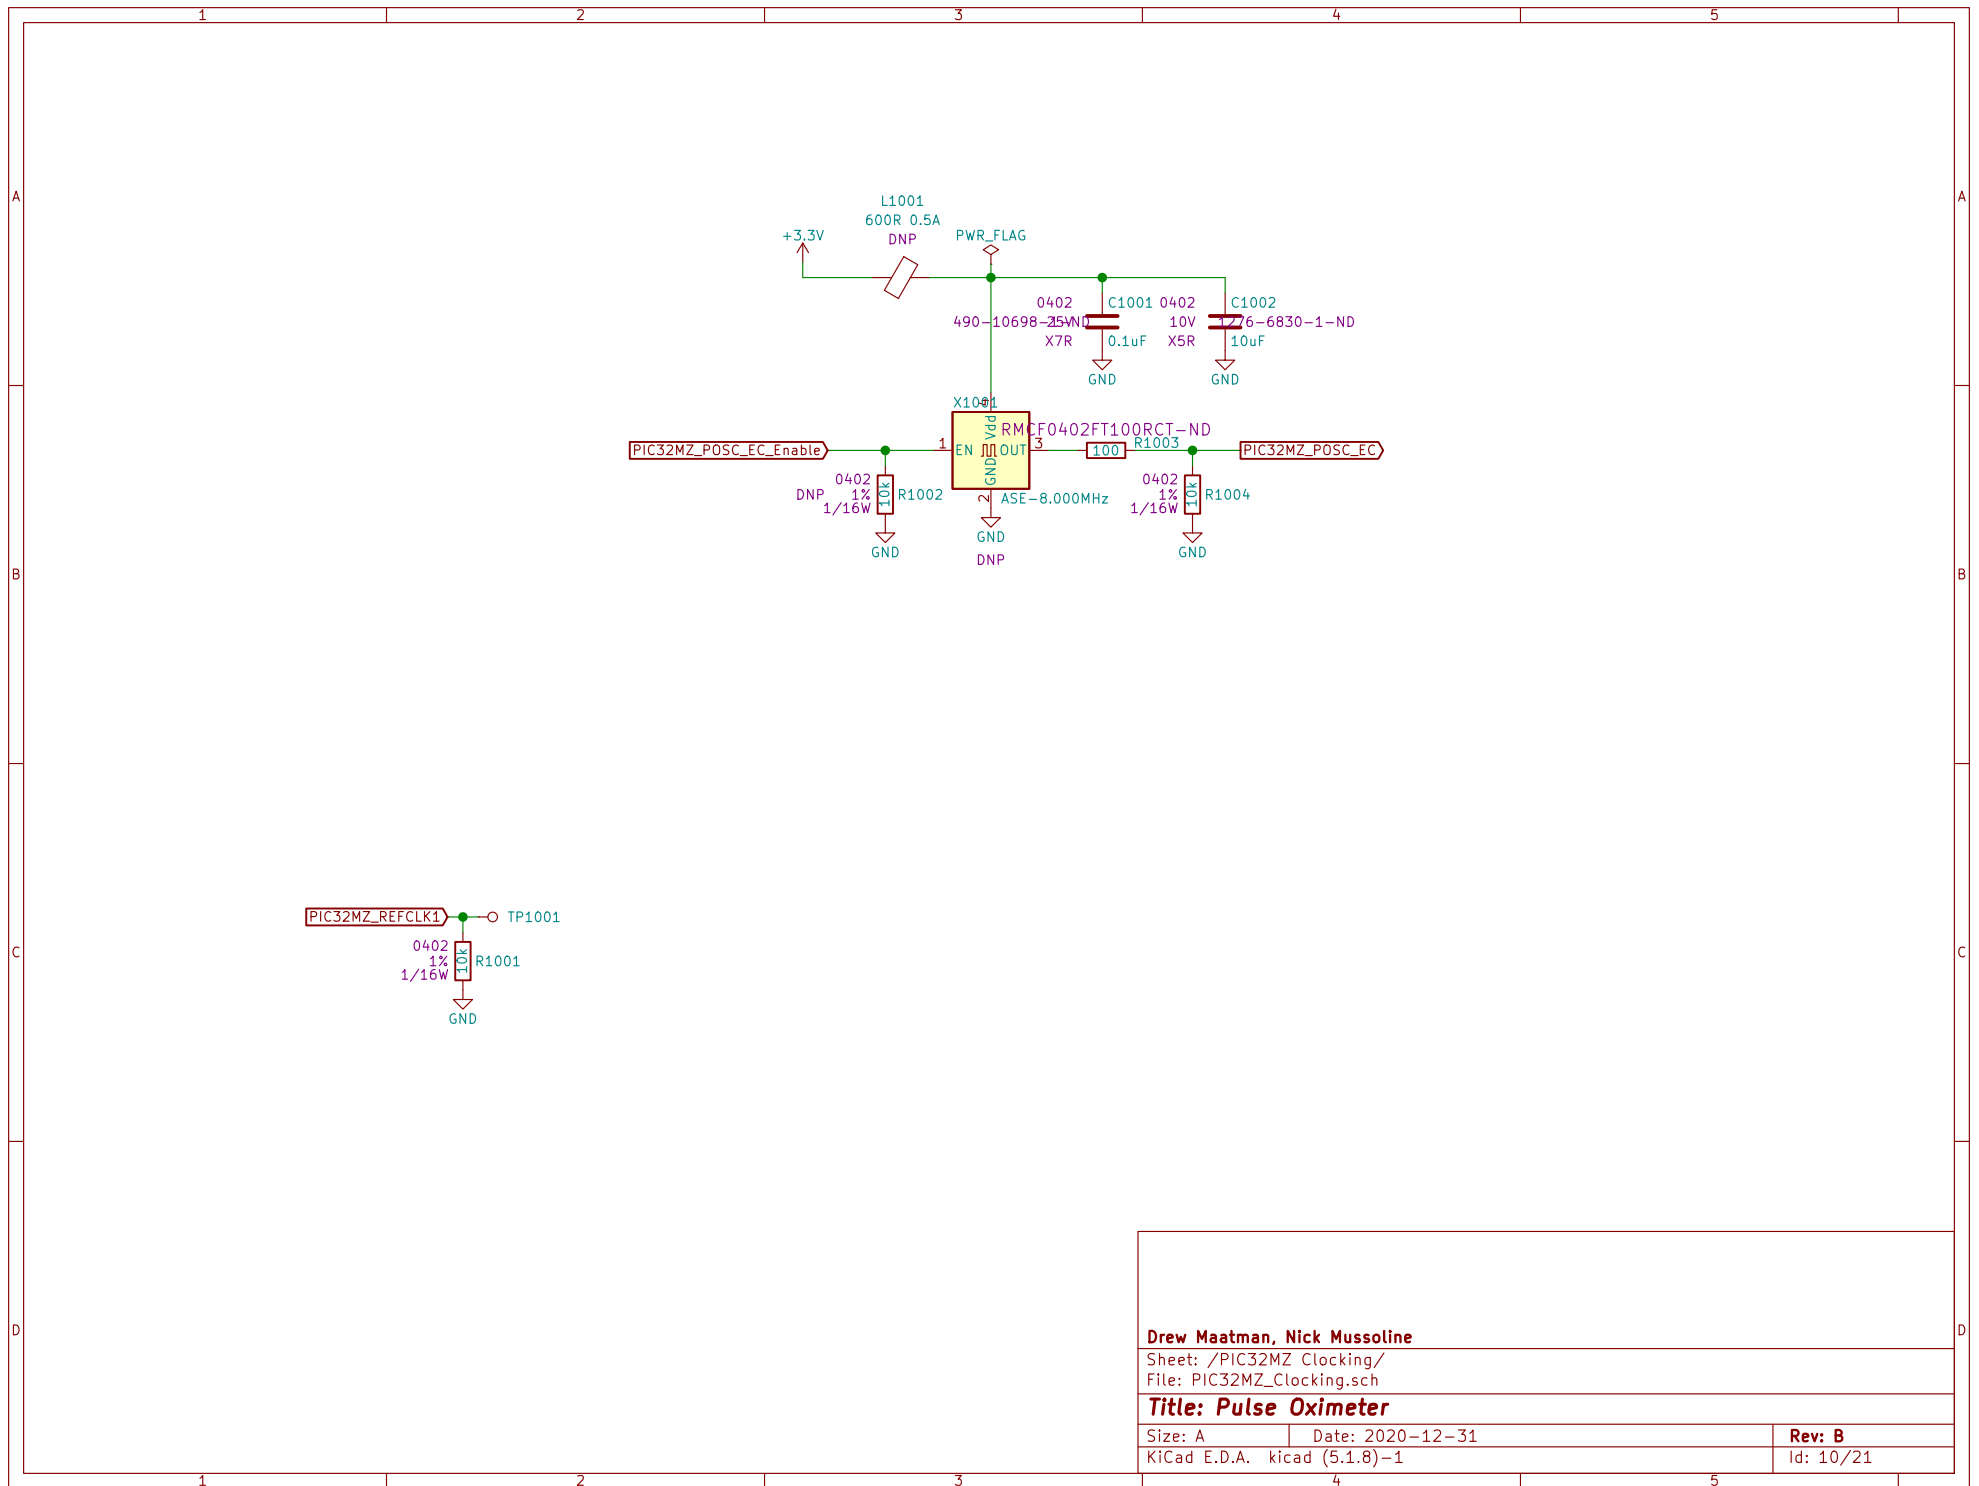 1 2 3 4 5
A A
L1001
600R 0.5A
DNP
+3.3V
PWR_FLAG
0402 C1001
490-10698-1-ND
25V
X7R 0.1uF
GND
0402 C1002
10V 1276-6830-1-ND
X5R 10uF
GND
X1001
4
Vdd
RMCF0402FT100RCT-ND
PIC32MZ_POSC_EC_Enable
1 EN OUT 3
100
R1003
PIC32MZ_POSC_EC
GND
2
ASE-8.000MHz
0402
DNP 1% 10k R1002
1/16W
GND
GND
DNP
0402
1% 10k R1004
1/16W
GND
B B
PIC32MZ_REFCLK1
TP1001
0402
1% 10k R1001
1/16W
GND
C C
D D
Drew Maatman, Nick Mussoline
Sheet: /PIC32MZ Clocking/
File: PIC32MZ_Clocking.sch
Title: Pulse Oximeter
Size: A Date: 2020-12-31 Rev: B
KiCad E.D.A. kicad (5.1.8)-1 Id: 10/21
1 2 3 4 5